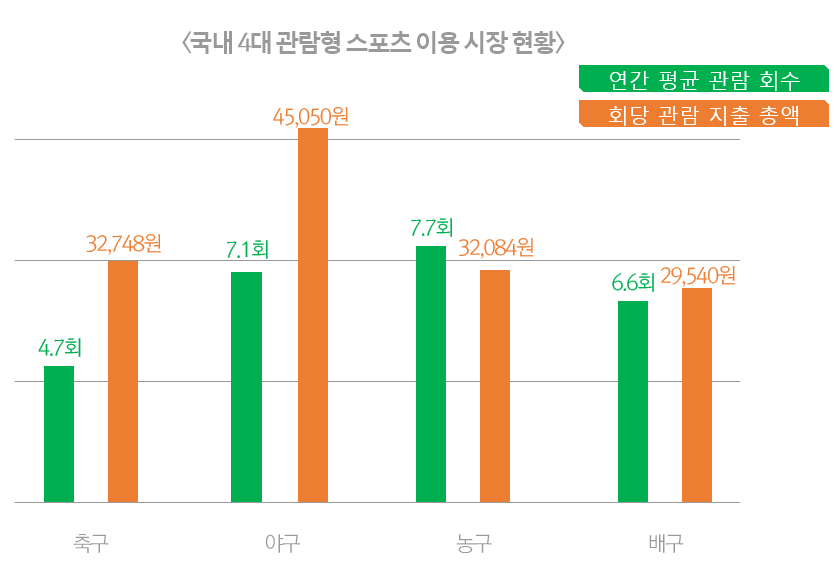 〈국내 4대 관람형 스포츠 이용 시장 현황〉
연간 평균 관람 회수
회당 관람 지출 총액
45,050원
32,748원
7.1회
7.7회
32,084원
6.6회
29,540원
4.7회
축구
야구
농구
배구